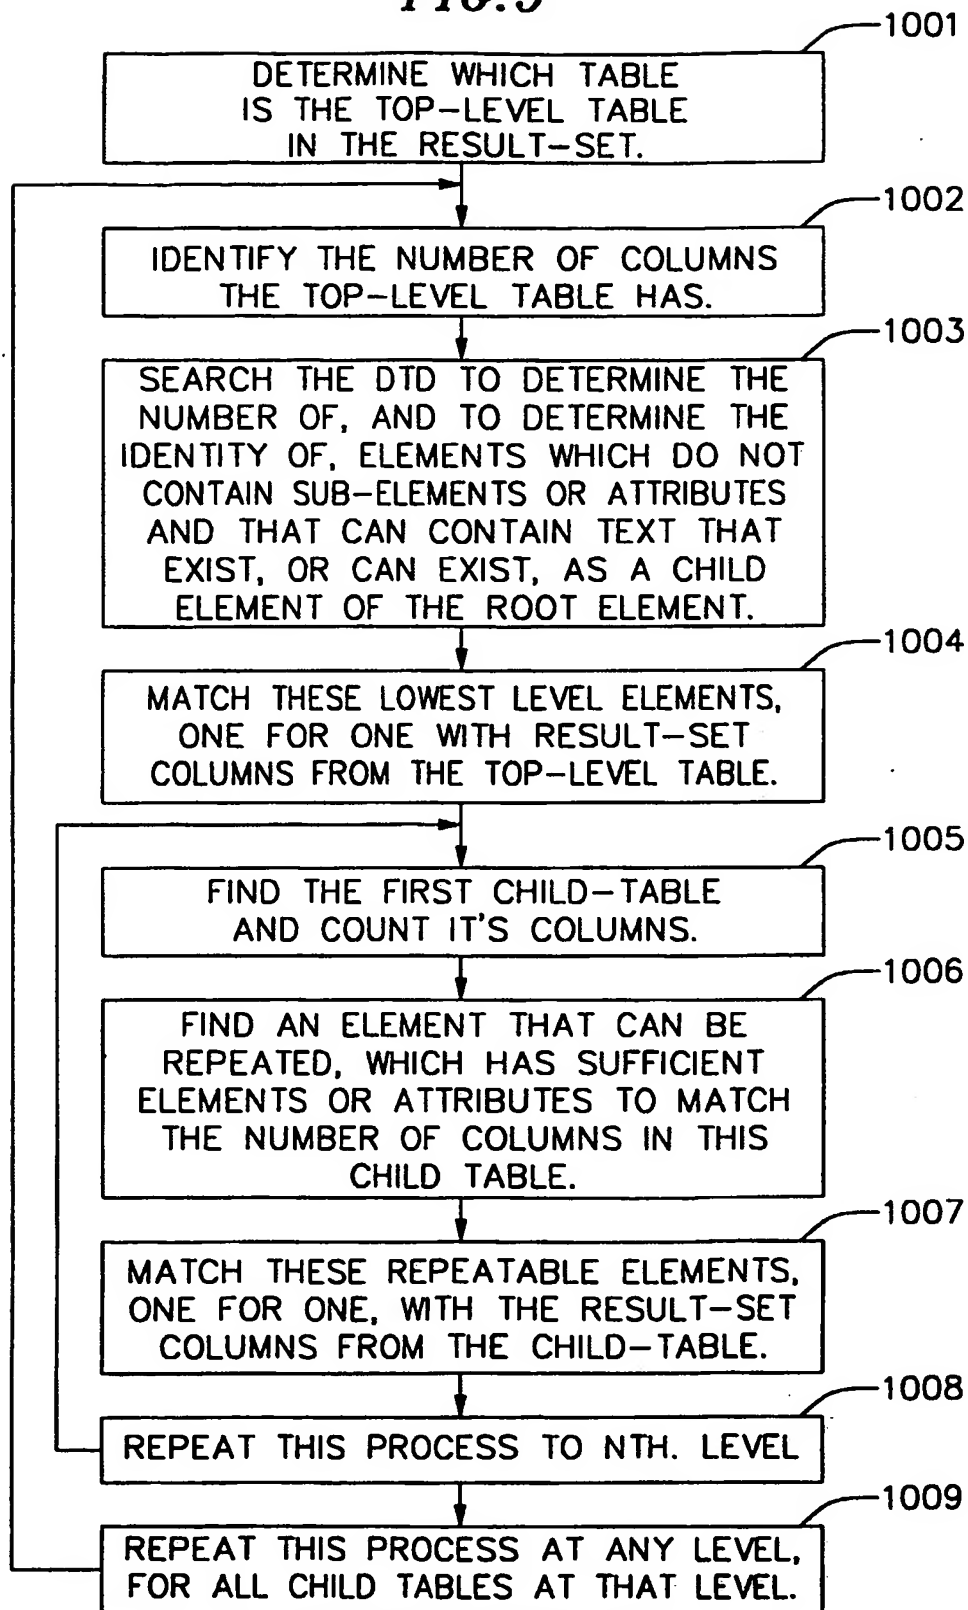 1001
DETERMINE WHICH TABLE
IS THE TOP-LEVEL TABLE
IN THE RESULT-SET.
1002
IDENTIFY THE NUMBER OF COLUMNS
THE TOP-LEVEL TABLE HAS.
1003
SEARCH THE DTD TO DETERMINE THE
NUMBER OF, AND TO DETERMINE THE
IDENTITY OF, ELEMENTS WHICH DO NOT
CONTAIN SUB-ELEMENTS OR ATTRIBUTES
AND THAT CAN CONTAIN TEXT THAT
EXIST, OR CAN EXIST, AS A CHILD
ELEMENT OF THE ROOT ELEMENT.
1004
MATCH THESE LOWEST LEVEL ELEMENTS,
ONE FOR ONE WITH RESULT-SET
COLUMNS FROM THE TOP-LEVEL TABLE.
1005
FIND THE FIRST CHILD-TABLE
AND COUNT IT'S COLUMNS.
1006
FIND AN ELEMENT THAT CAN BE
REPEATED, WHICH HAS SUFFICIENT
ELEMENTS OR ATTRIBUTES TO MATCH
THE NUMBER OF COLUMNS IN THIS
CHILD TABLE.
1007
MATCH THESE REPEATABLE ELEMENTS,
ONE FOR ONE, WITH THE RESULT-SET
COLUMNS FROM THE CHILD-TABLE.
1008
REPEAT THIS PROCESS TO NTH. LEVEL
1009
REPEAT THIS PROCESS AT ANY LEVEL,
FOR ALL CHILD TABLES AT THAT LEVEL.